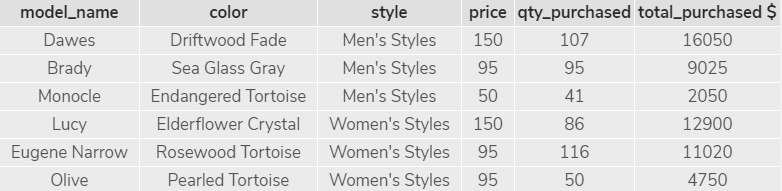 model_name color style price qty_purchased total_purchased $
Dawes Driftwood Fade Men's Styles 150 107 16050
Brady Sea Glass Gray Men's Styles 95 95 9025
Monocle Endangered Tortoise Men's Styles 50 41 2050
Lucy Elderflower Crystal Women's Styles 150 86 12900
Eugene Narrow Rosewood Tortoise Women's Styles 95 116 11020
Olive Pearled Tortoise Women's Styles 95 50 4750